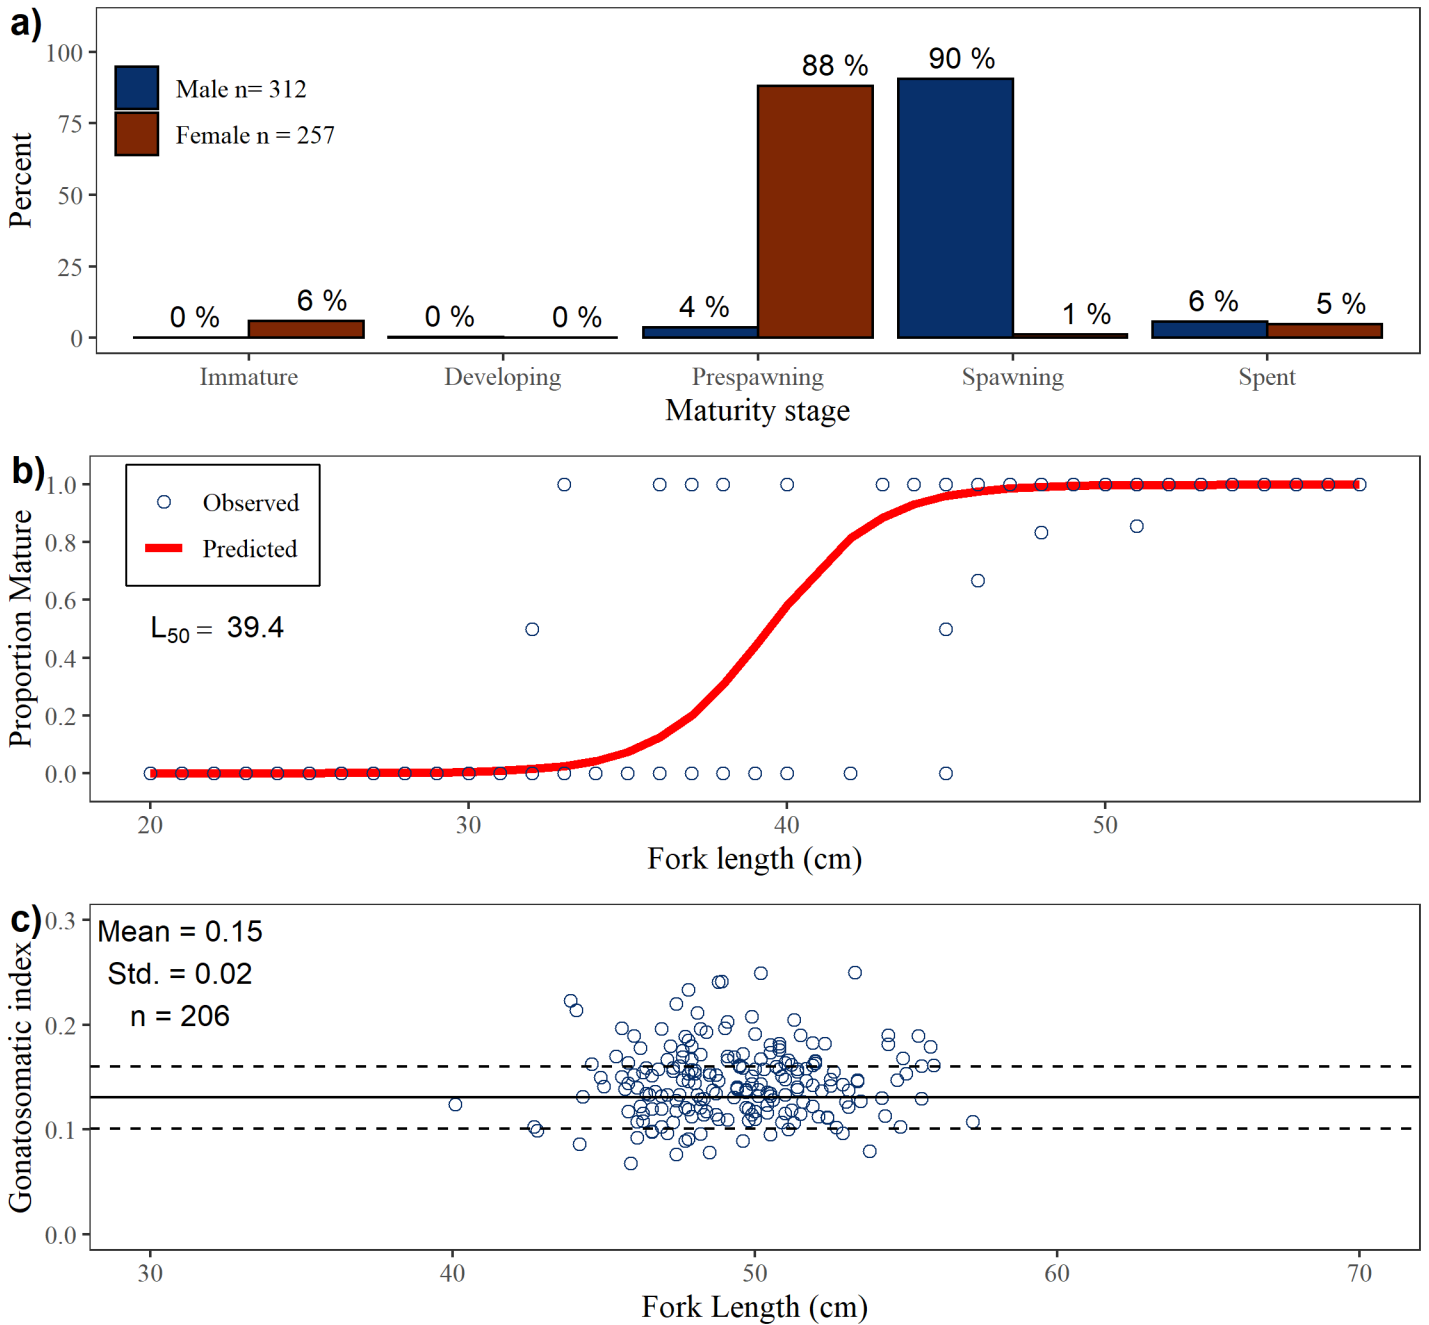 a)
Percent
100
75
50
25
0
Male n= 312
Female n = 257
0 %
6 %
0 %
0 %
4 %
88 %
90 %
1 %
6 %
5 %
Immature
Developing
Prespawning
Spawning
Spent
Maturity stage
b)
Proportion Mature
1.0
0.8
0.6
0.4
0.2
0.0
Observed
Predicted
L50 = 39.4
20
30
40
50
Fork length (cm)
c)
Gonatosomatic index
0.3
0.2
0.1
0.0
Mean = 0.15
Std. = 0.02
n = 206
30
40
50
60
70
Fork Length (cm)